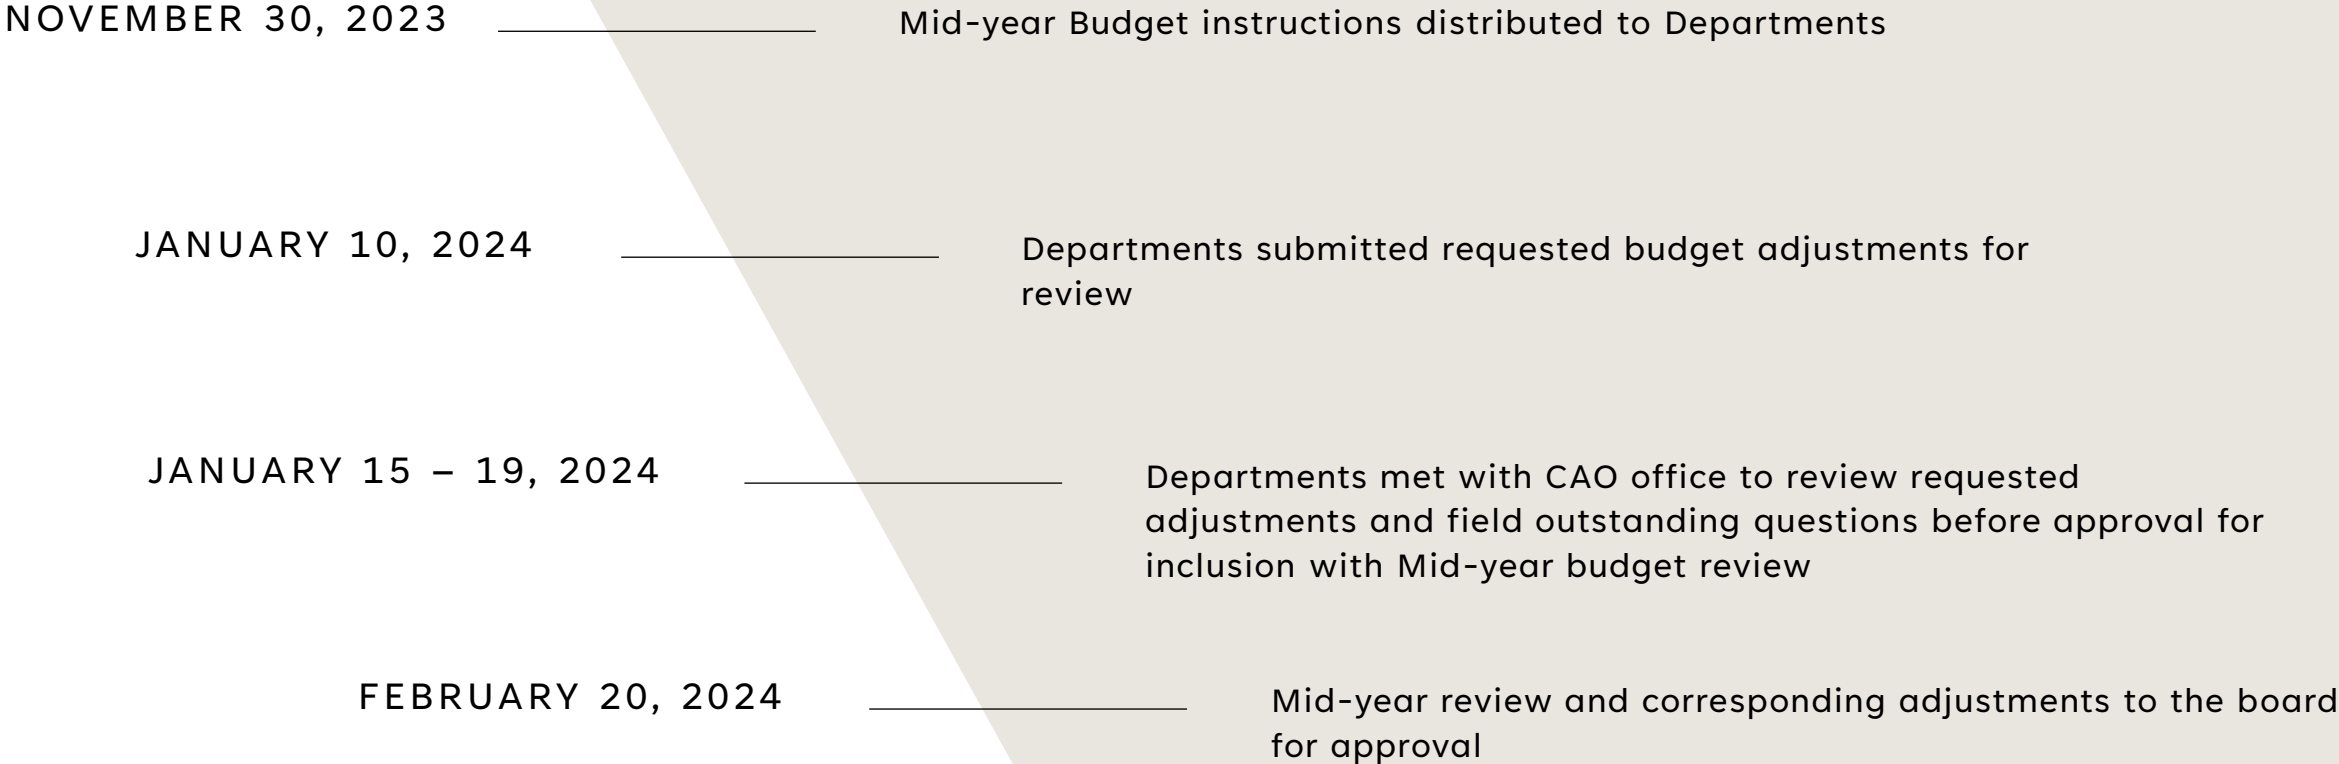 NOVEMBER 30, 2023
Mid-year Budget instructions distributed to Departments
JANUARY 10, 2024
Departments submitted requested budget adjustments for
review
JANUARY 15 – 19, 2024
Departments met with CAO office to review requested
adjustments and field outstanding questions before approval for
inclusion with Mid-year budget review
FEBRUARY 20, 2024
Mid-year review and corresponding adjustments to the board
for approval